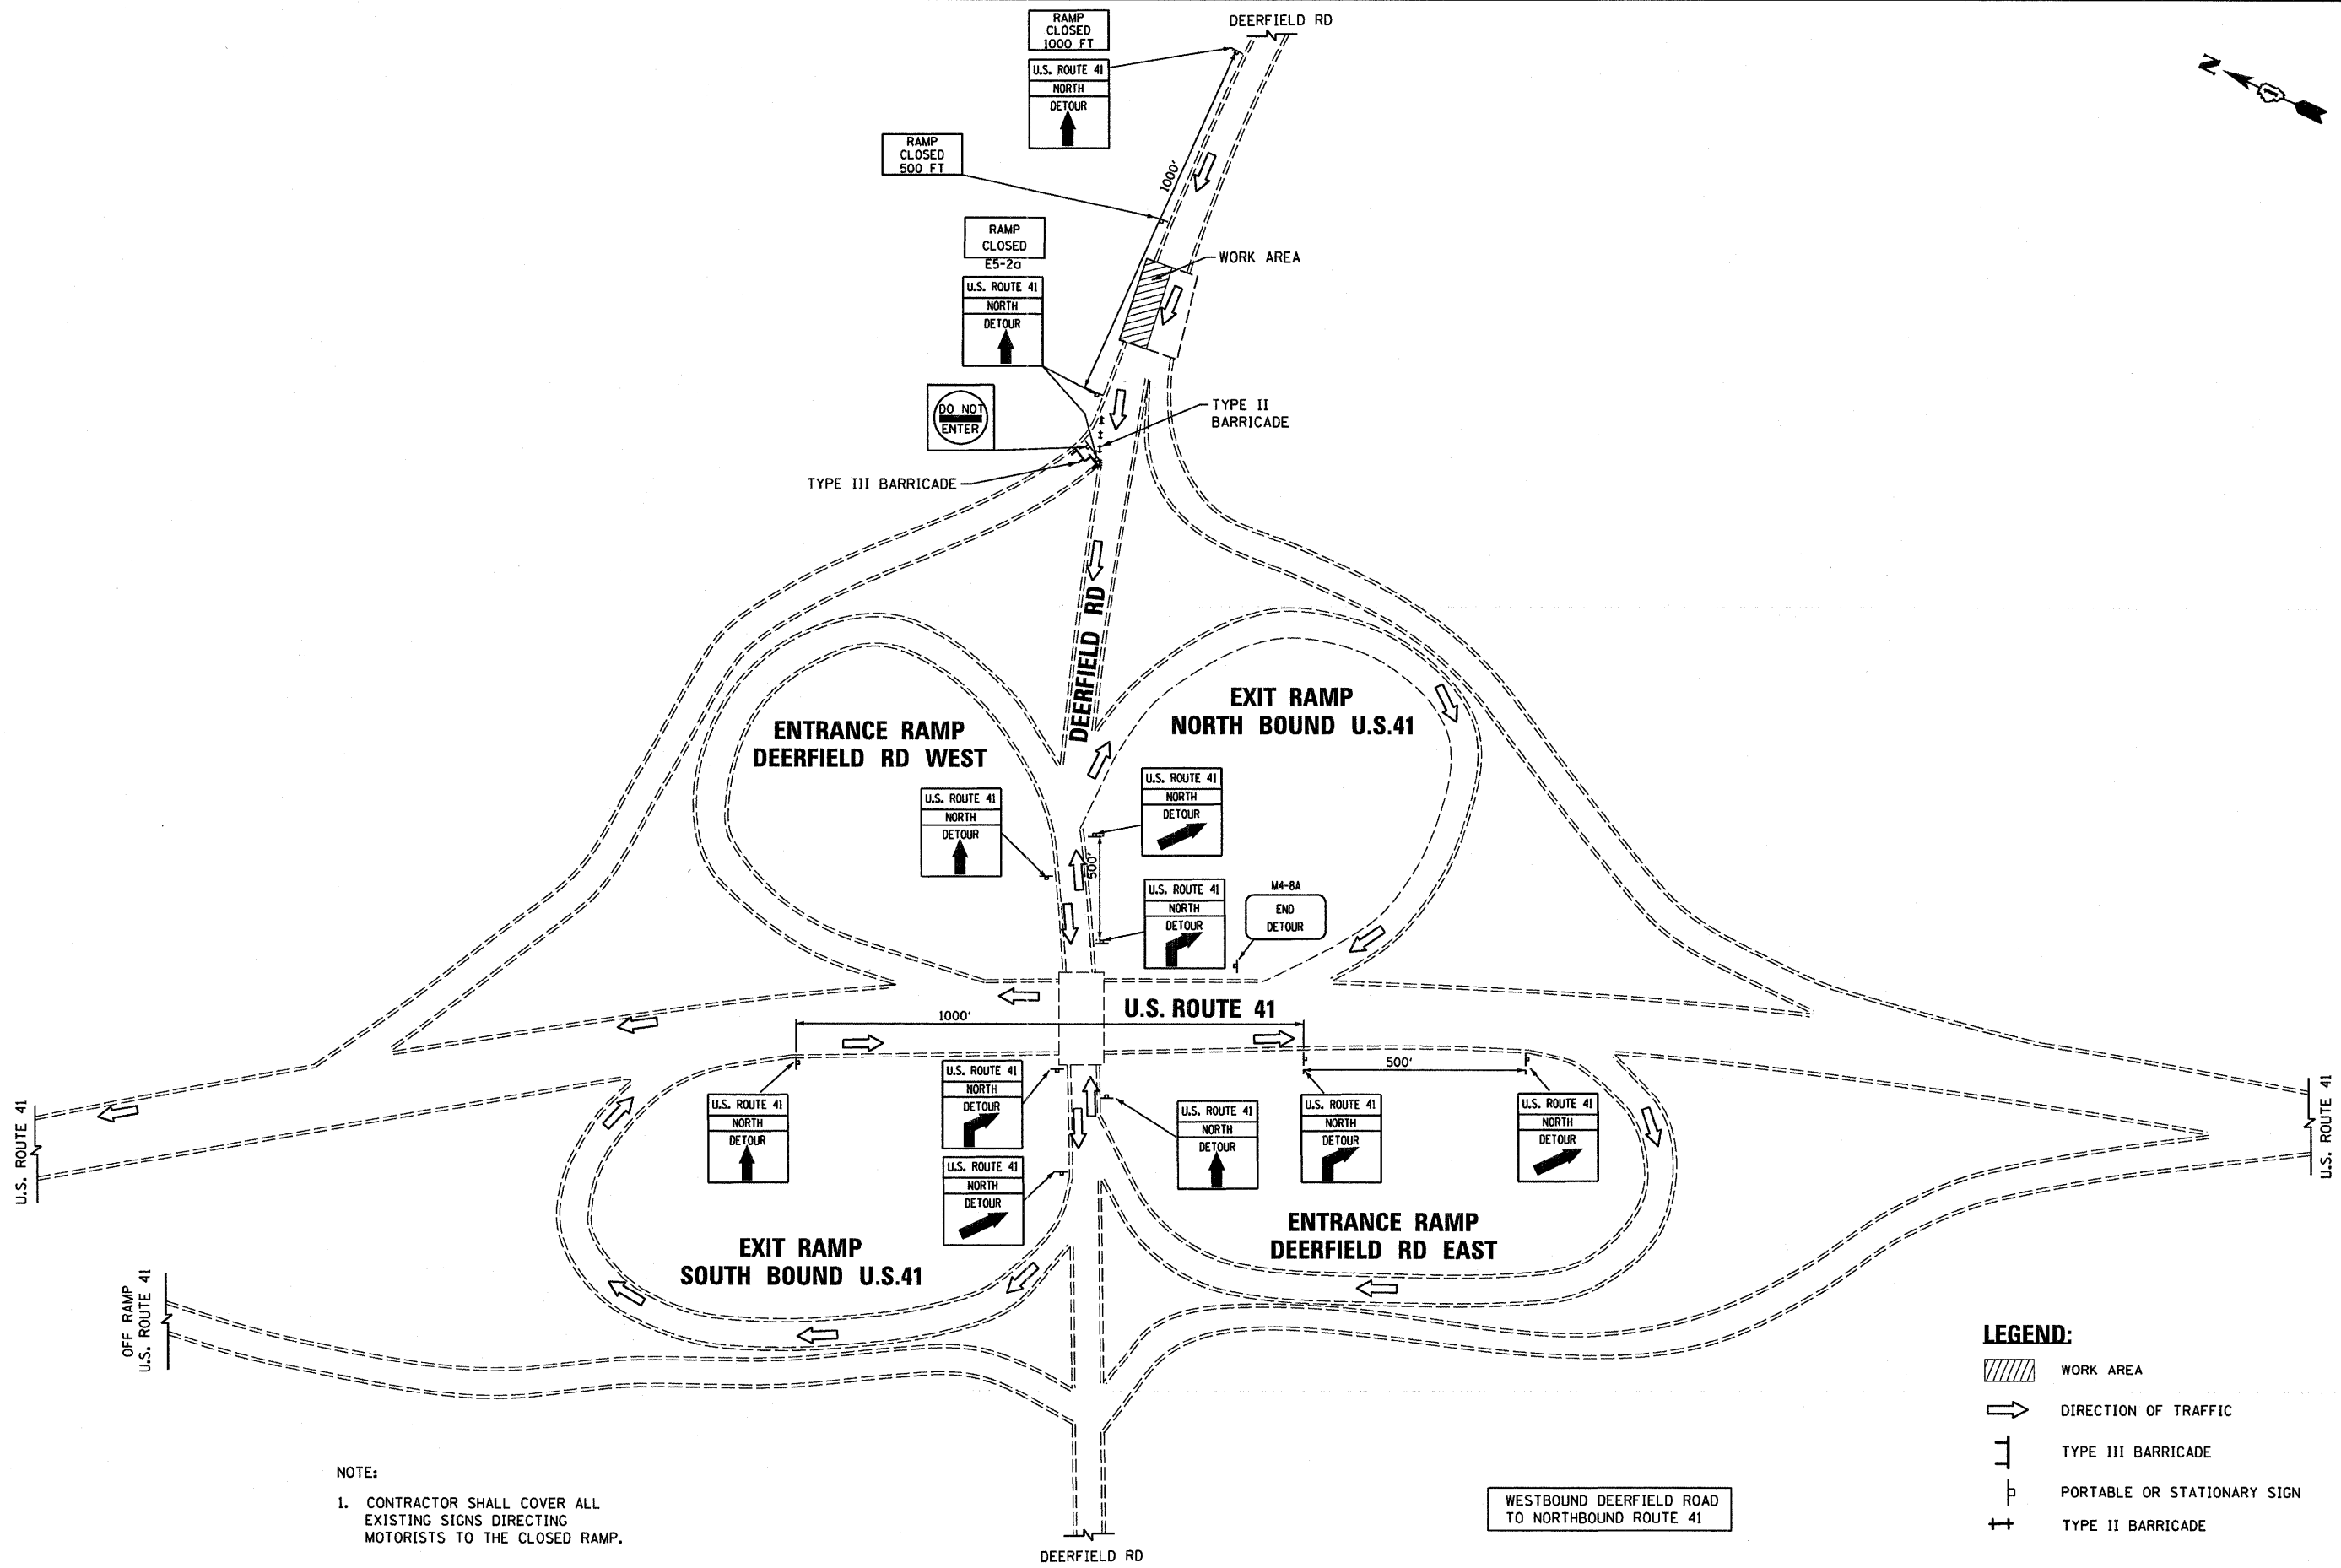 DEERFIELD RD
RAMP
CLOSED
1000 FT
U.S. ROUTE 41
NORTH
DETOUR
N
RAMP
CLOSED
500 FT
1000'
RAMP
CLOSED
E5-2a
U.S. ROUTE 41
NORTH
DETOUR
WORK AREA
DO NOT
ENTER
TYPE II
BARRICADE
TYPE III BARRICADE
DEERFIELD RD
ENTRANCE RAMP
DEERFIELD RD WEST
EXIT RAMP
NORTH BOUND U.S.41
U.S. ROUTE 41
NORTH
DETOUR
U.S. ROUTE 41
NORTH
DETOUR
500'
U.S. ROUTE 41
NORTH
DETOUR
M4-8A
END
DETOUR
U.S. ROUTE 41
1000'
500'
U.S. ROUTE 41
NORTH
DETOUR
U.S. ROUTE 41
NORTH
DETOUR
U.S. ROUTE 41
NORTH
DETOUR
U.S. ROUTE 41
NORTH
DETOUR
U.S. ROUTE 41
NORTH
DETOUR
U.S. ROUTE 41
NORTH
DETOUR
U.S. ROUTE 41
U.S. ROUTE 41
EXIT RAMP
SOUTH BOUND U.S.41
ENTRANCE RAMP
DEERFIELD RD EAST
OFF RAMP
U.S. ROUTE 41
LEGEND:
WORK AREA
DIRECTION OF TRAFFIC
TYPE III BARRICADE
PORTABLE OR STATIONARY SIGN
TYPE II BARRICADE
NOTE:
1. CONTRACTOR SHALL COVER ALL
EXISTING SIGNS DIRECTING
MOTORISTS TO THE CLOSED RAMP.
WESTBOUND DEERFIELD ROAD
TO NORTHBOUND ROUTE 41
DEERFIELD RD